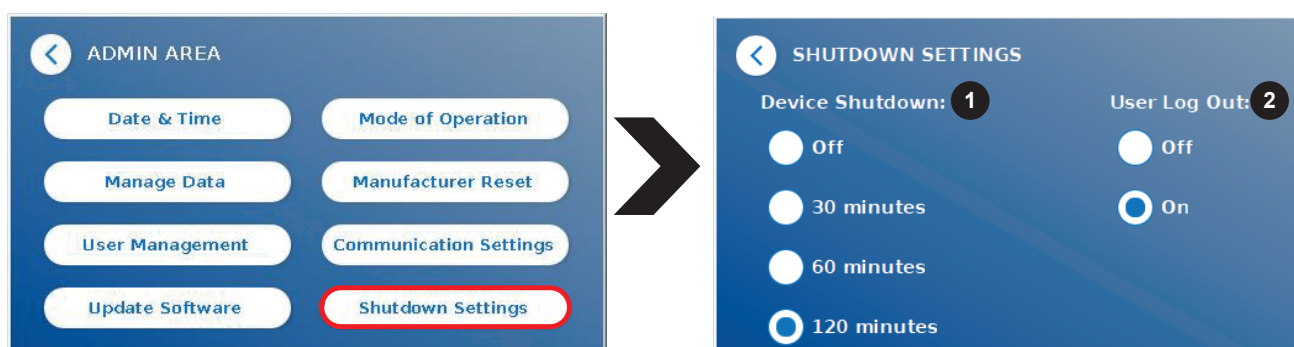 ADMIN AREA
Date & Time
Mode of Operation
Manage Data
Manufacturer Reset
User Management
Communication Settings
Update Software
Shutdown Settings
SHUTDOWN SETTINGS
Device Shutdown: 1
User Log Out: 2
Off
Off
30 minutes
On
60 minutes
120 minutes